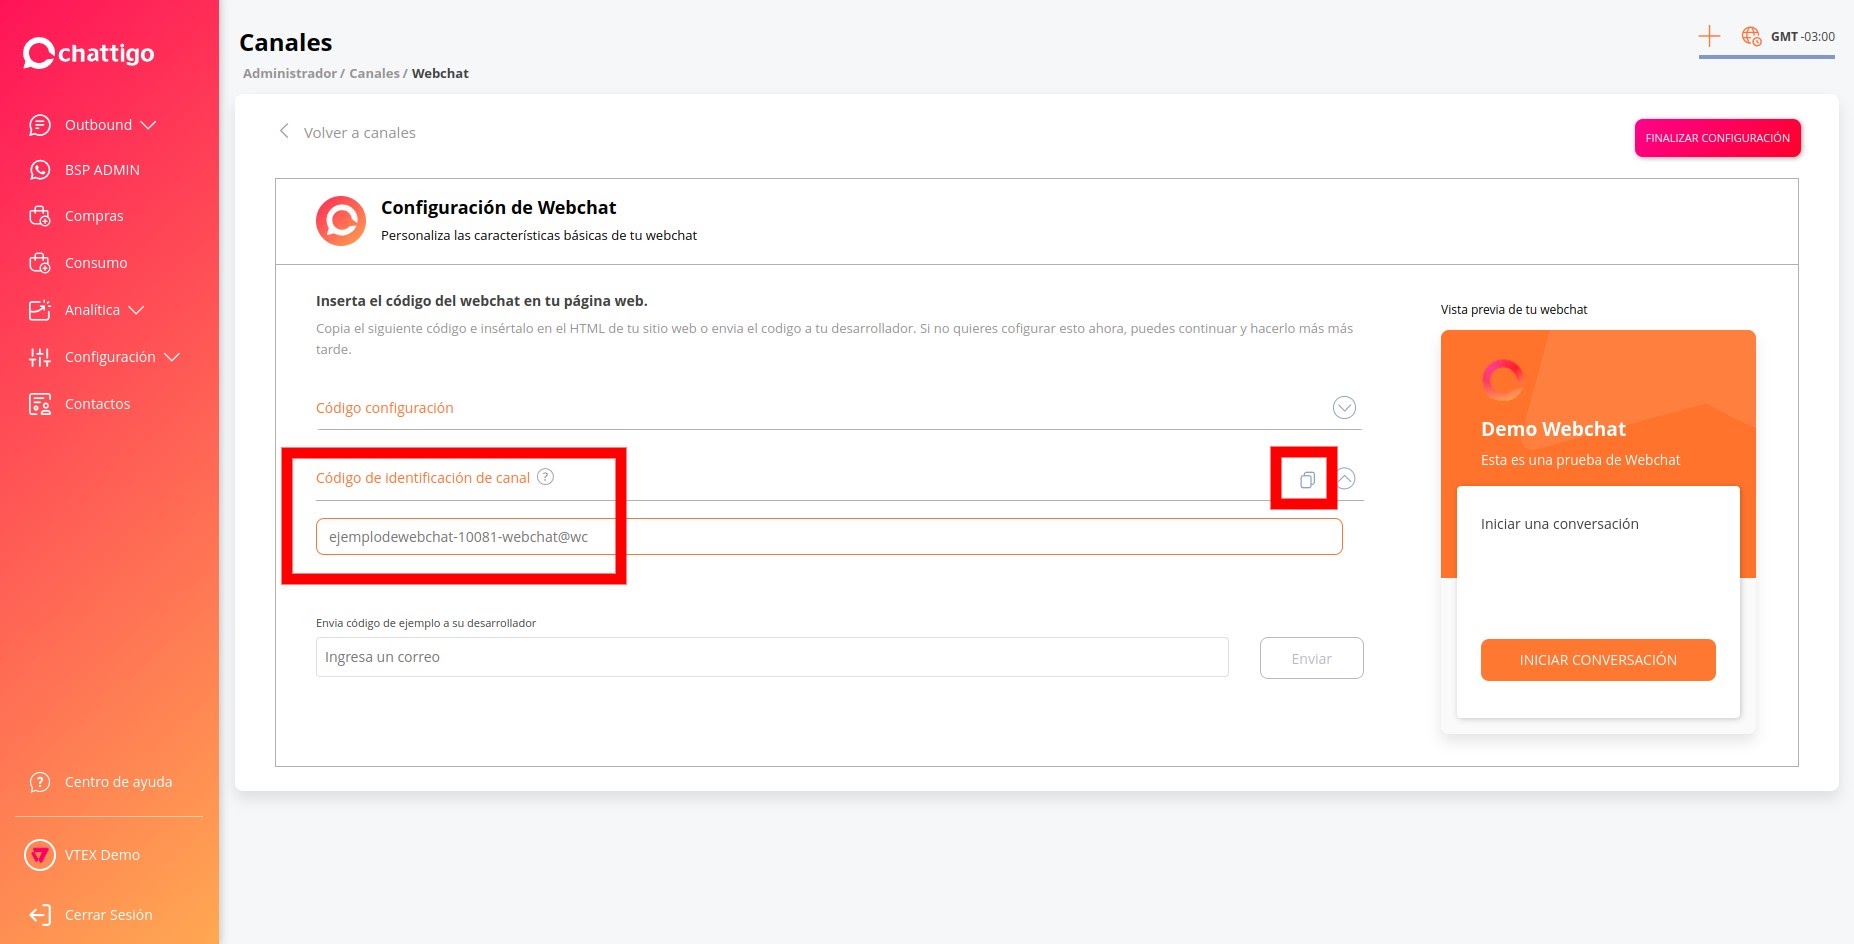 chattigo
Outbound
BSP ADMIN
Compras
Consumo
Analítica
Configuración
Contactos
Centro de ayuda
VTEX Demo
Cerrar Sesión
Canales
Administrador / Canales / Webchat
GMT -03:00
Volver a canales
FINALIZAR CONFIGURACIÓN
Configuración de Webchat
Personaliza las características básicas de tu webchat
Inserta el código del webchat en tu página web.
Copia el siguiente código e insértalo en el HTML de tu sitio web o envia el codigo a tu desarrollador. Si no quieres cofigurar esto ahora, puedes continuar y hacerlo más más
tarde.
Código configuración
Código de identificación de canal ?
ejemplodewebchat-10081-webchat@wc
Envia código de ejemplo a su desarrollador
Ingresa un correo
Enviar
Vista previa de tu webchat
Demo Webchat
Esta es una prueba de Webchat
Iniciar una conversación
INICIAR CONVERSACIÓN